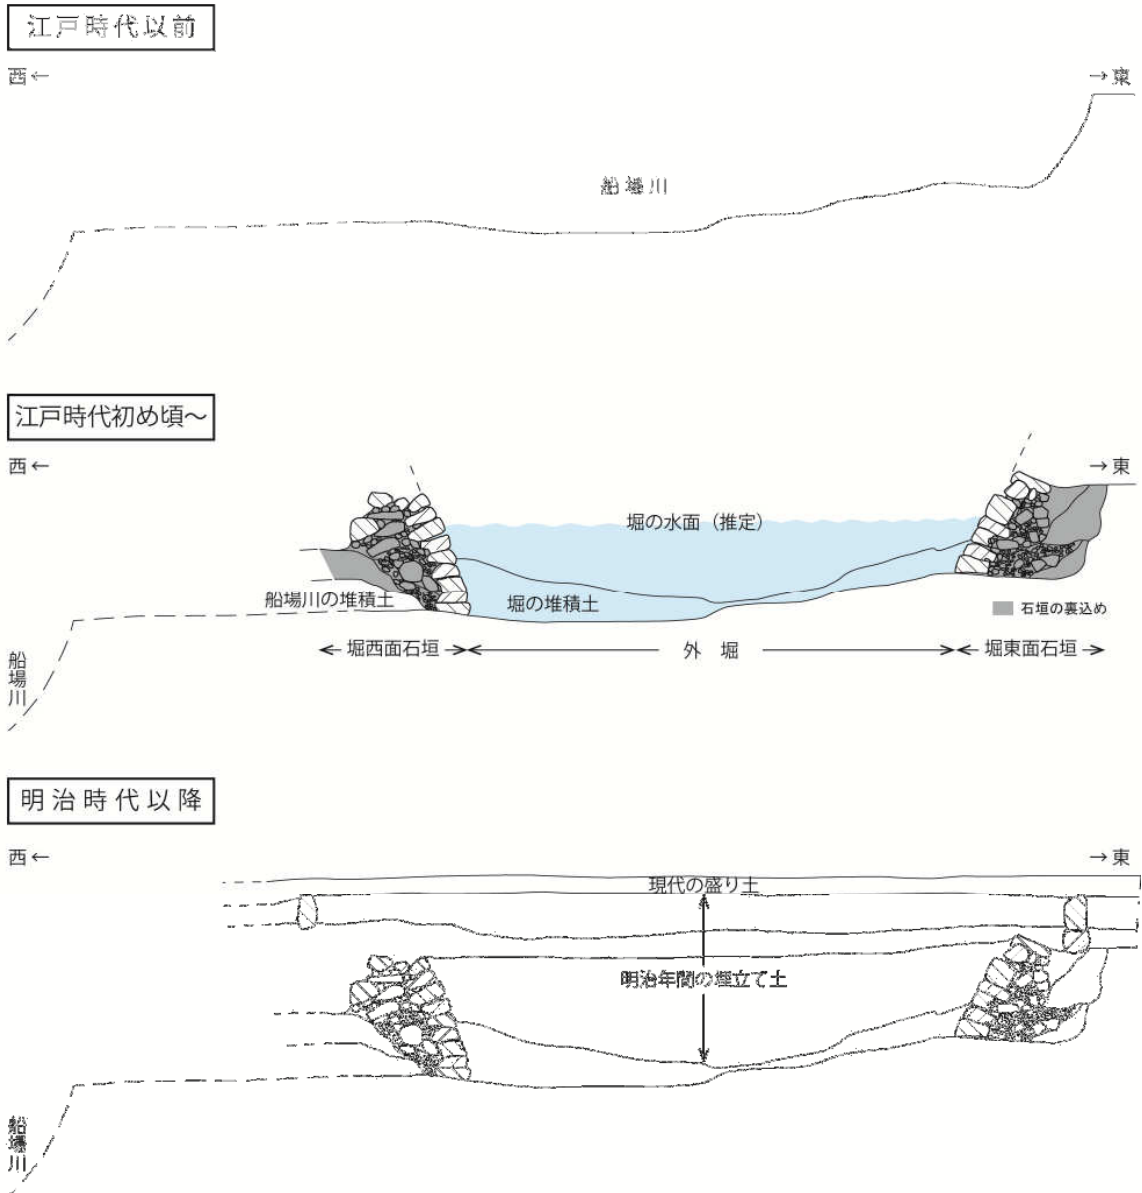 江戸時代以前
西←
→東
船場川
江戸時代初め頃～
西←
→東
堀の水面（推定）
船場川の堆積土
堀の堆積土
石垣の裏込め
船場川
堀西面石垣
外 堀
堀東面石垣
明治時代以降
西←
→東
現代の盛り土
明治年間の埋立て土
船場川